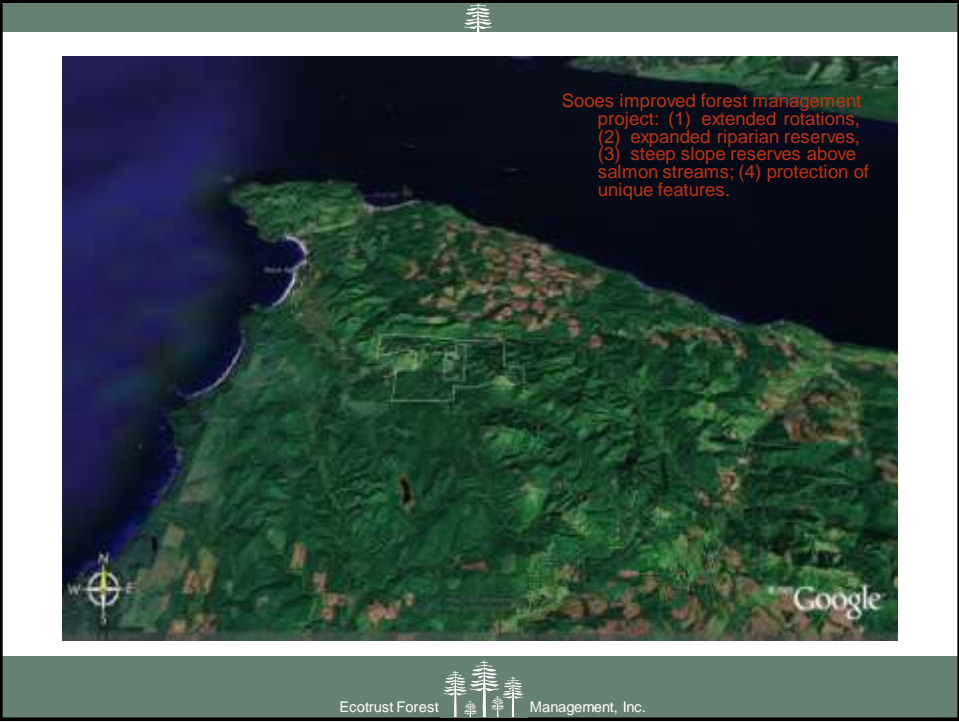 Sooes improved forest management
project: (1) extended rotations,
(2) expanded riparian reserves,
(3) steep slope reserves above
salmon streams; (4) protection of
unique features.
N
W E
S
Google
Ecotrust Forest Management, Inc.